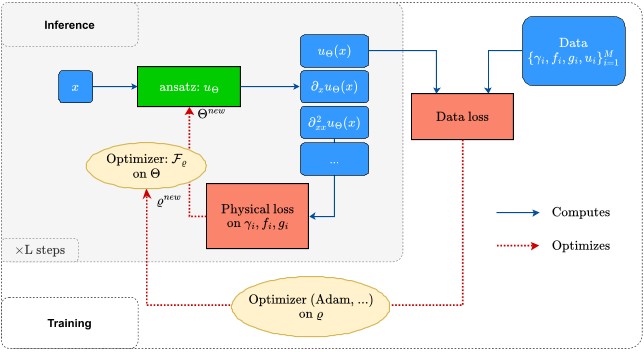 Inference
x
ansatz: u_Θ
u_Θ(x)
∂_x u_Θ(x)
∂²_xx u_Θ(x)
...
Data
{γ_i, f_i, g_i, u_i}^M_i=1
Data loss
Θ^new
Optimizer: F_ϱ
on Θ
ϱ^new
Physical loss
on γ_i, f_i, g_i
×L steps
Computes
Optimizes
Optimizer (Adam, ...)
on ϱ
Training